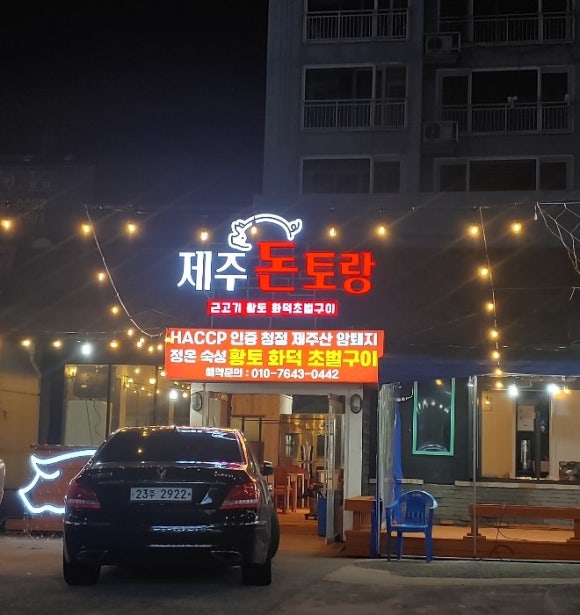 제주 돈토랑
근고기 황토 화덕초벌구이
HACCP 인증 청정 제주산 암돼지
정온 숙성 황토 화덕 초벌구이
예약문의 : 010-7643-0442
23주 2922